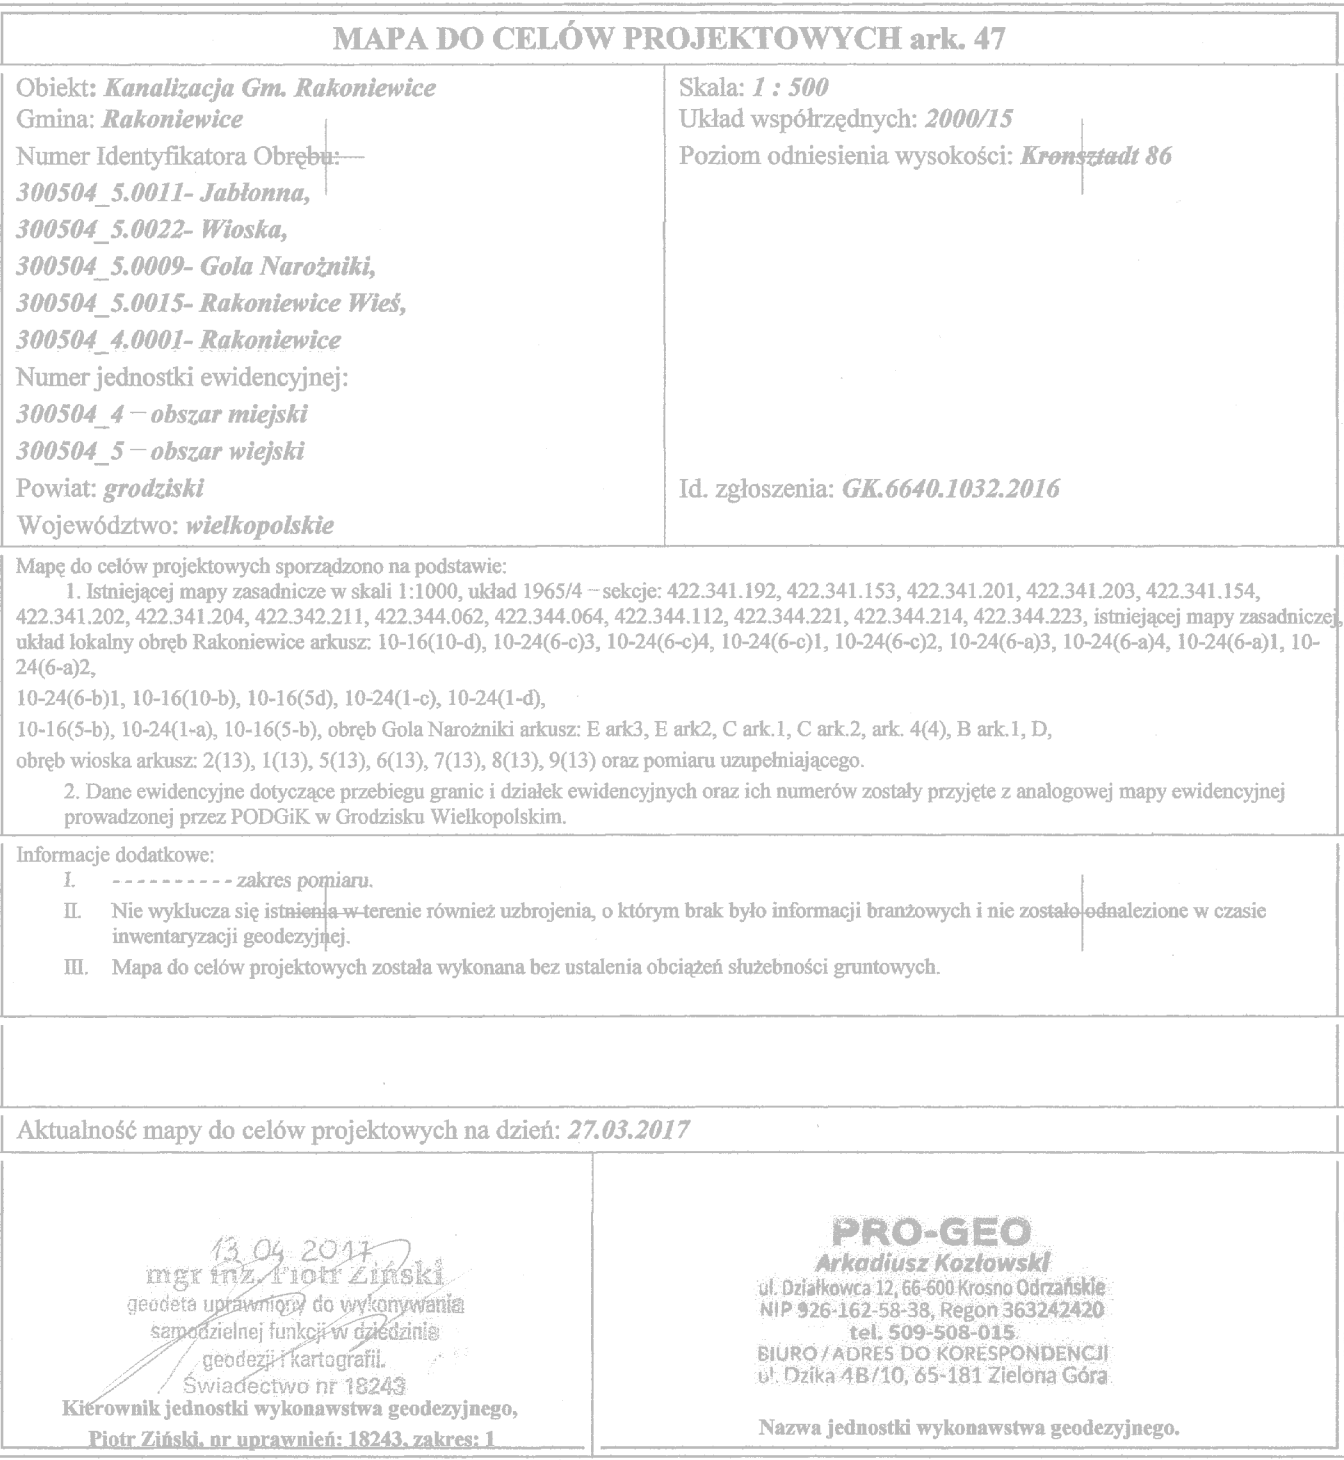 MAPA DO CELÓW PROJEKTOWYCH ark. 47
Obiekt: Kanalizacja Gm. Rakoniewice
Gmina: Rakoniewice
Numer Identyfikatora Obrębu:
300504_5.0011- Jabłonna,
300504_5.0022- Wioska,
300504_5.0009- Gola Narożniki,
300504_5.0015- Rakoniewice Wieś,
300504_4.0001- Rakoniewice
Numer jednostki ewidencyjnej:
300504_4 – obszar miejski
300504_5 – obszar wiejski
Powiat: grodziski
Województwo: wielkopolskie
Skala: 1 : 500
Układ współrzędnych: 2000/15
Poziom odniesienia wysokości: Kronsztadt 86
Id. zgłoszenia: GK.6640.1032.2016
Mapę do celów projektowych sporządzono na podstawie:
1. Istniejącej mapy zasadnicze w skali 1:1000, układ 1965/4 – sekcje: 422.341.192, 422.341.153, 422.341.201, 422.341.203, 422.341.154,
422.341.202, 422.341.204, 422.342.211, 422.344.062, 422.344.064, 422.344.112, 422.344.221, 422.344.214, 422.344.223, istniejącej mapy zasadniczej,
układ lokalny obręb Rakoniewice arkusz: 10-16(10-d), 10-24(6-c)3, 10-24(6-c)4, 10-24(6-c)1, 10-24(6-c)2, 10-24(6-a)3, 10-24(6-a)4, 10-24(6-a)1, 10-
24(6-a)2,
10-24(6-b)1, 10-16(10-b), 10-16(5d), 10-24(1-c), 10-24(1-d),
10-16(5-b), 10-24(1-a), 10-16(5-b), obręb Gola Narożniki arkusz: E ark3, E ark2, C ark.1, C ark.2, ark. 4(4), B ark.1, D,
obręb wioska arkusz: 2(13), 1(13), 5(13), 6(13), 7(13), 8(13), 9(13) oraz pomiaru uzupełniającego.
2. Dane ewidencyjne dotyczące przebiegu granic i działek ewidencyjnych oraz ich numerów zostały przyjęte z analogowej mapy ewidencyjnej
prowadzonej przez PODGiK w Grodzisku Wielkopolskim.
Informacje dodatkowe:
I. - - - - - - - - - - zakres pomiaru.
II. Nie wyklucza się istnienia w terenie również uzbrojenia, o którym brak było informacji branżowych i nie zostało odnalezione w czasie
inwentaryzacji geodezyjnej.
III. Mapa do celów projektowych została wykonana bez ustalenia obciążeń służebności gruntowych.
Aktualność mapy do celów projektowych na dzień: 27.03.2017
13 04 2017
mgr inż. Piotr Ziński
geodeta uprawniony do wykonywania
samodzielnej funkcji w dziedzinie
geodezji i kartografii.
Świadectwo nr 18243
Kierownik jednostki wykonawstwa geodezyjnego,
Piotr Ziński, nr uprawnień: 18243, zakres: 1
PRO-GEO
Arkadiusz Kozłowski
ul. Działkowca 12, 66-600 Krosno Odrzańskie
NIP 926-162-58-38, Regon 363242420
tel. 509-508-015
BIURO / ADRES DO KORESPONDENCJI
ul. Dzika 4B/10, 65-181 Zielona Góra
Nazwa jednostki wykonawstwa geodezyjnego.